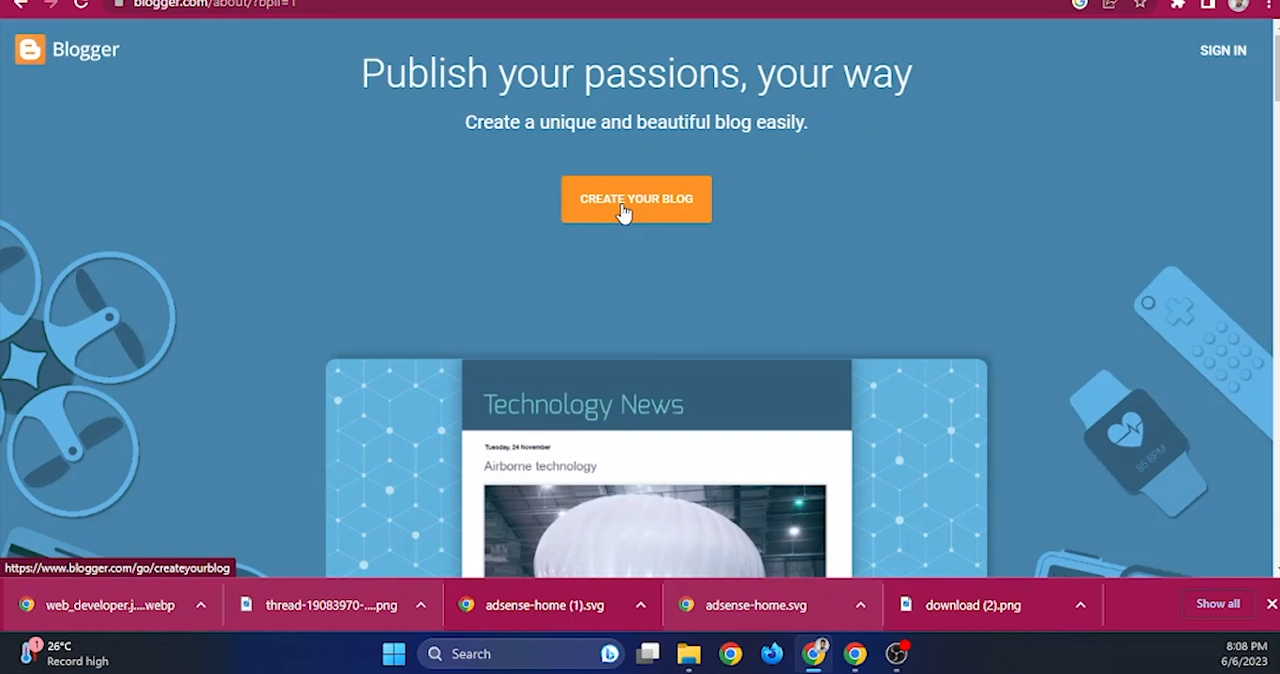 blogger.com/about/?bpli=1
Blogger
SIGN IN
Publish your passions, your way
Create a unique and beautiful blog easily.
CREATE YOUR BLOG
Technology News
Tuesday, 24 November
Airborne technology
85 BPM
https://www.blogger.com/go/createyourblog
web_developer.j....webp
thread-19083970-....png
adsense-home (1).svg
adsense-home.svg
download (2).png
Show all
1
26°C
Record high
Search
8:08 PM
6/6/2023